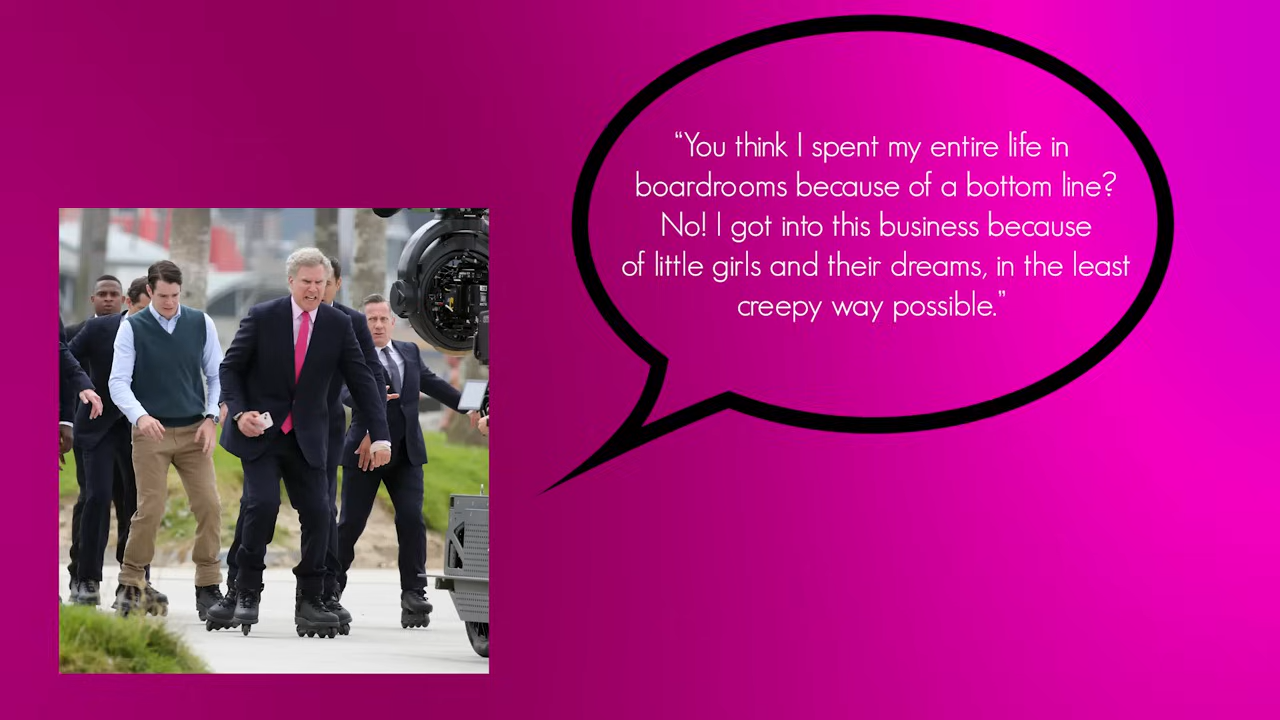 “You think I spent my entire life in
boardrooms because of a bottom line?
No! I got into this business because
of little girls and their dreams, in the least
creepy way possible.”